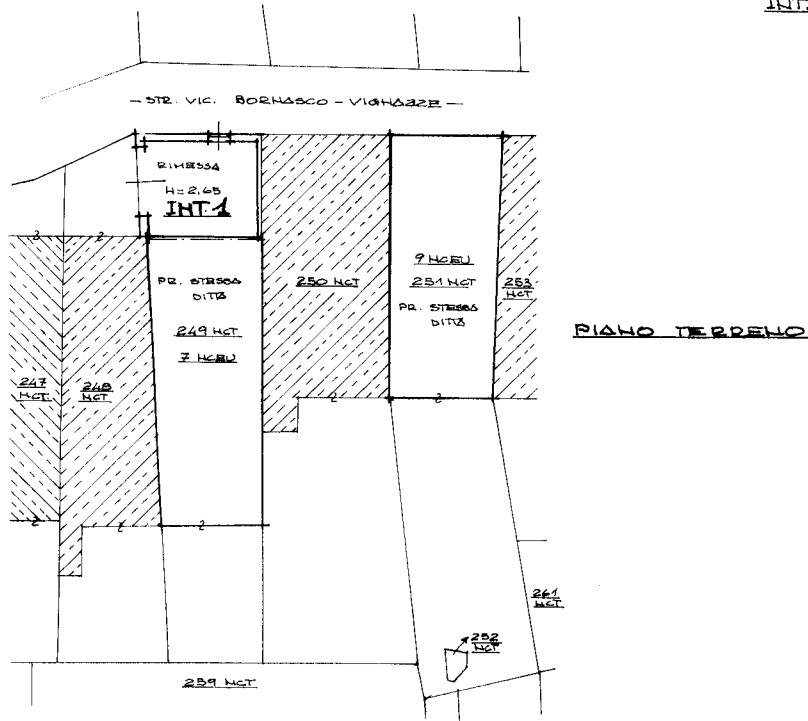 INT.
— STR. VIC. BORNASCO - VIGNAZZE —
RIMESSA
H=2,65
INT. 1
PR. STESSA
DITTA
249 NCT
7 NCEU
250 NCT
9 NCEU
251 NCT
PR. STESSA
DITTA
253
NCT
PIANO TERRENO
247
NCT
248
NCT
261
NCT
252
NCT
259 NCT